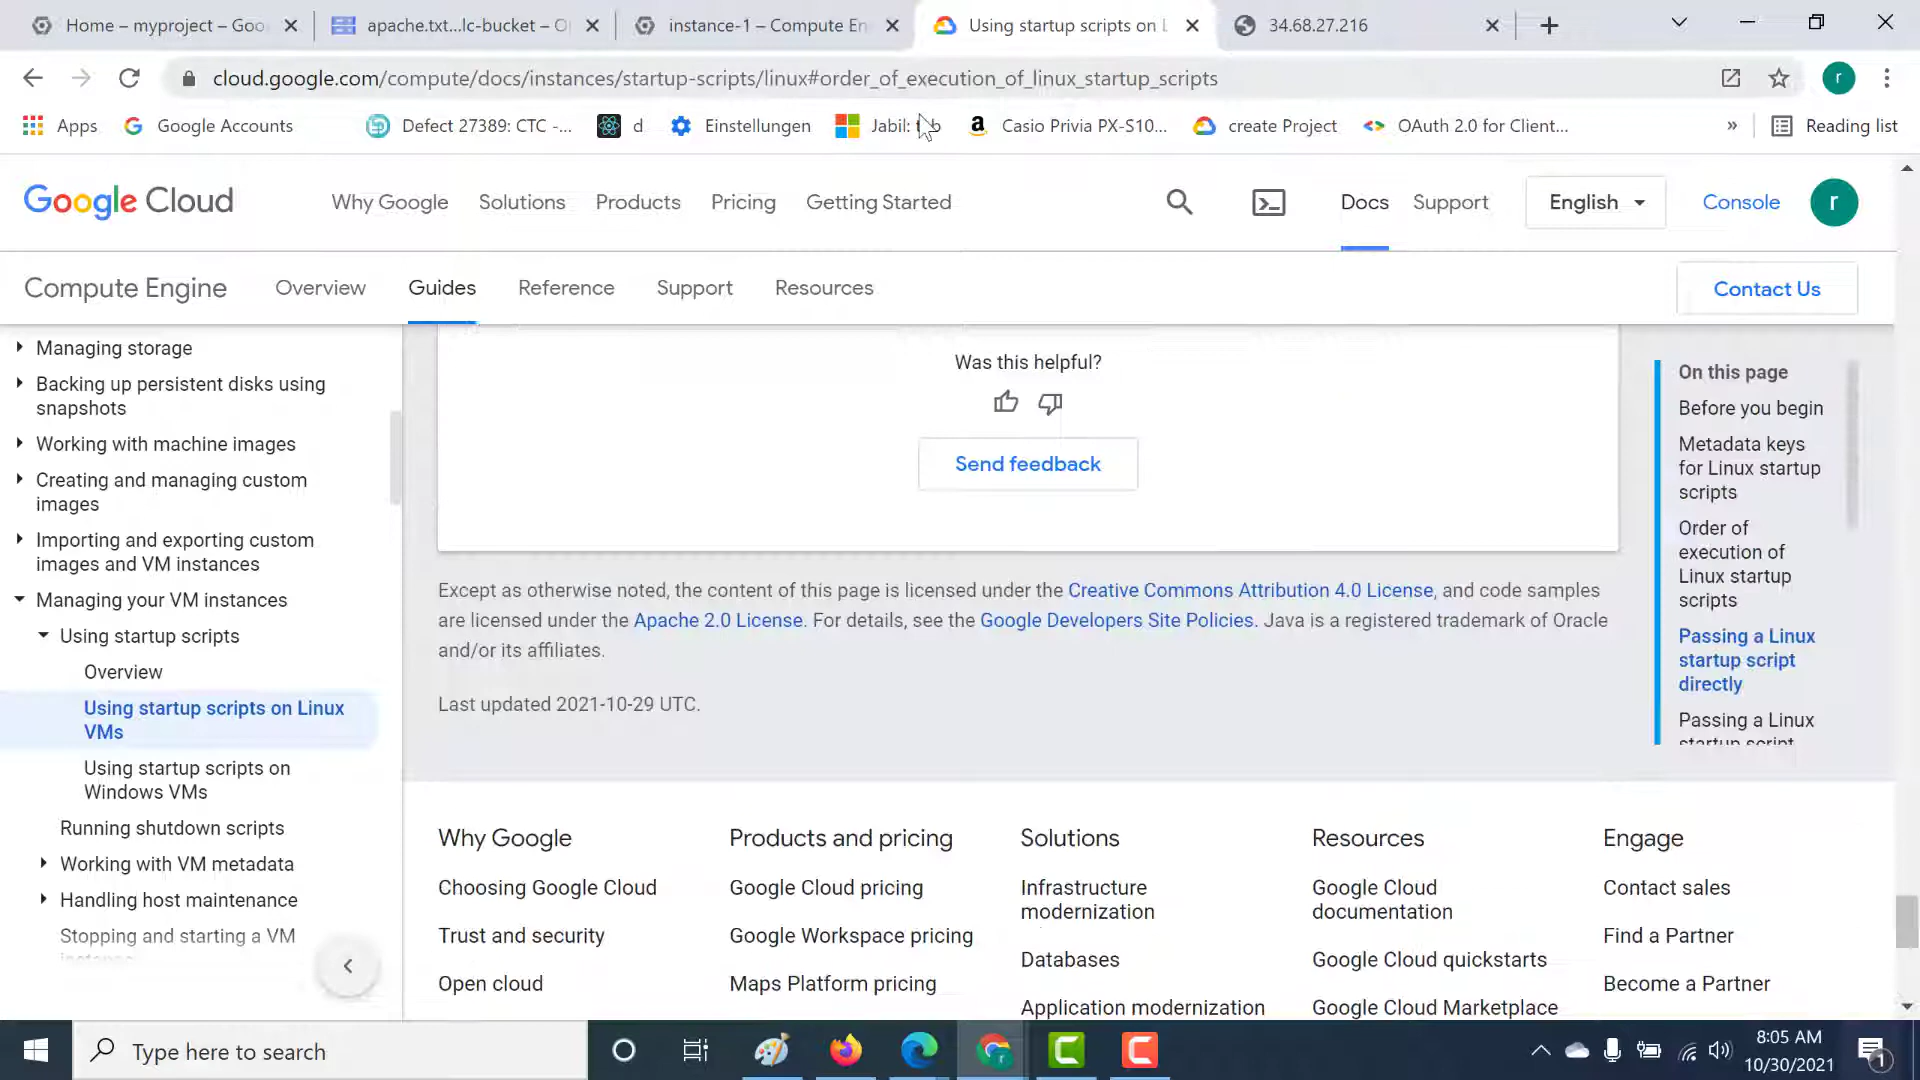 Home – myproject – Goo
apache.txt...lc-bucket – O
instance-1 – Compute En
Using startup scripts on L
34.68.27.216
cloud.google.com/compute/docs/instances/startup-scripts/linux#order_of_execution_of_linux_startup_scripts
r
Apps
Google Accounts
Defect 27389: CTC -...
d
Einstellungen
Jabil:
Casio Privia PX-S10...
create Project
OAuth 2.0 for Client...
»
Reading list
Google Cloud
Why Google
Solutions
Products
Pricing
Getting Started
Docs
Support
English
Console
r
Compute Engine
Overview
Guides
Reference
Support
Resources
Contact Us
Managing storage
Backing up persistent disks using
snapshots
Working with machine images
Creating and managing custom
images
Importing and exporting custom
images and VM instances
Managing your VM instances
Using startup scripts
Overview
Using startup scripts on Linux
VMs
Using startup scripts on
Windows VMs
Running shutdown scripts
Working with VM metadata
Handling host maintenance
Stopping and starting a VM
Was this helpful?
Send feedback
Except as otherwise noted, the content of this page is licensed under the Creative Commons Attribution 4.0 License, and code samples
are licensed under the Apache 2.0 License. For details, see the Google Developers Site Policies. Java is a registered trademark of Oracle
and/or its affiliates.
Last updated 2021-10-29 UTC.
On this page
Before you begin
Metadata keys
for Linux startup
scripts
Order of
execution of
Linux startup
scripts
Passing a Linux
startup script
directly
Passing a Linux
startup script
Why Google
Choosing Google Cloud
Trust and security
Open cloud
Products and pricing
Google Cloud pricing
Google Workspace pricing
Maps Platform pricing
Solutions
Infrastructure
modernization
Databases
Application modernization
Resources
Google Cloud
documentation
Google Cloud quickstarts
Google Cloud Marketplace
Engage
Contact sales
Find a Partner
Become a Partner
Type here to search
8:05 AM
10/30/2021
1